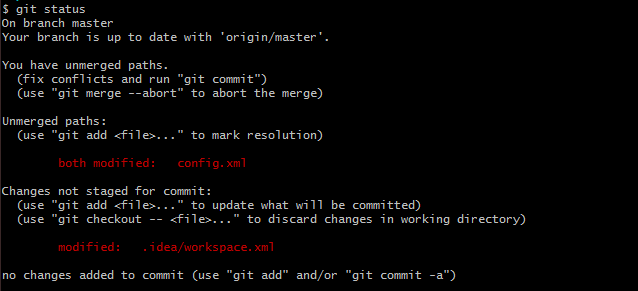 $ git status
On branch master
Your branch is up to date with 'origin/master'.
You have unmerged paths.
(fix conflicts and run "git commit")
(use "git merge --abort" to abort the merge)
Unmerged paths:
(use "git add <file>..." to mark resolution)
both modified:   config.xml
Changes not staged for commit:
(use "git add <file>..." to update what will be committed)
(use "git checkout -- <file>..." to discard changes in working directory)
modified:   .idea/workspace.xml
no changes added to commit (use "git add" and/or "git commit -a")